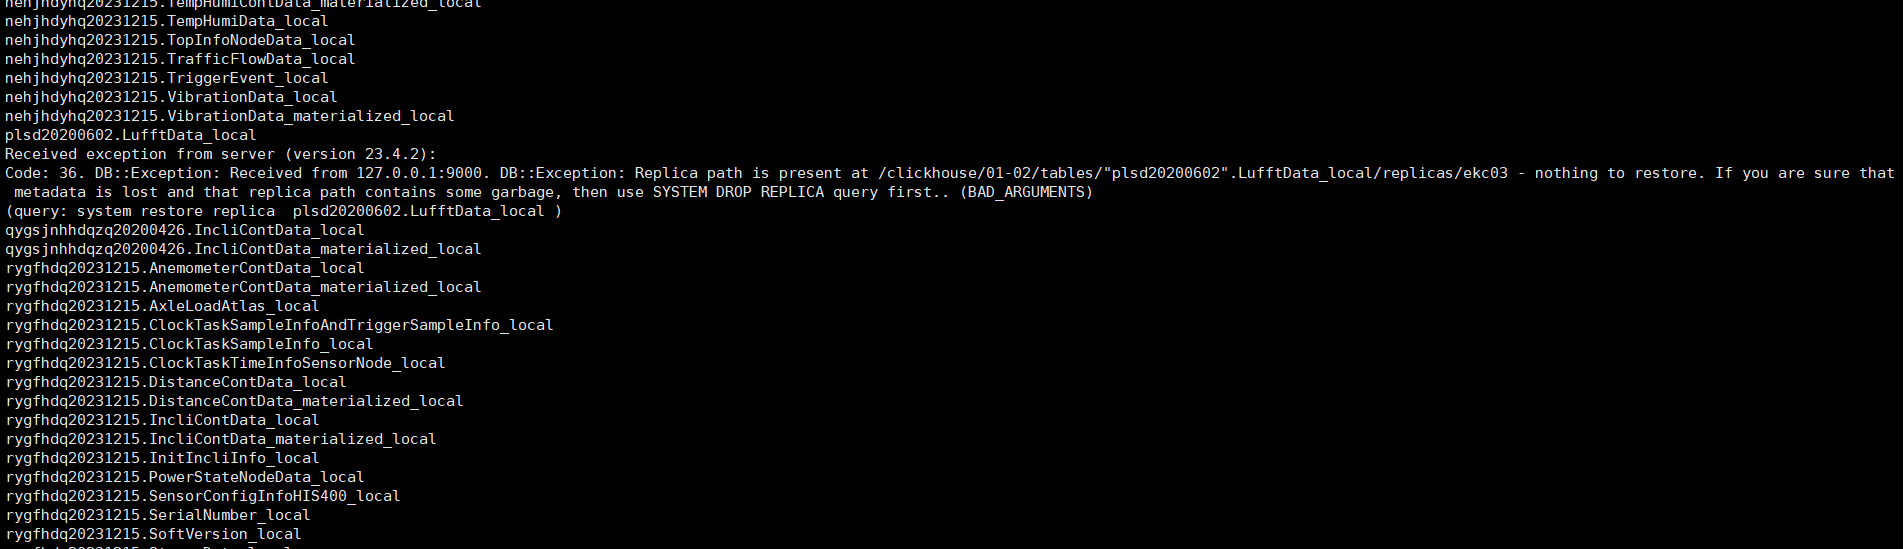 nehjhdyhq20231215.TempHumiContData_materialized_local
nehjhdyhq20231215.TempHumiData_local
nehjhdyhq20231215.TopInfoNodeData_local
nehjhdyhq20231215.TrafficFlowData_local
nehjhdyhq20231215.TriggerEvent_local
nehjhdyhq20231215.VibrationData_local
nehjhdyhq20231215.VibrationData_materialized_local
plsd20200602.LufftData_local
Received exception from server (version 23.4.2):
Code: 36. DB::Exception: Received from 127.0.0.1:9000. DB::Exception: Replica path is present at /clickhouse/01-02/tables/"plsd20200602".LufftData_local/replicas/ekc03 - nothing to restore. If you are sure that
 metadata is lost and that replica path contains some garbage, then use SYSTEM DROP REPLICA query first.. (BAD_ARGUMENTS)
(query: system restore replica  plsd20200602.LufftData_local )
qygsjnhhdqzq20200426.IncliContData_local
qygsjnhhdqzq20200426.IncliContData_materialized_local
rygfhdq20231215.AnemometerContData_local
rygfhdq20231215.AnemometerContData_materialized_local
rygfhdq20231215.AxleLoadAtlas_local
rygfhdq20231215.ClockTaskSampleInfoAndTriggerSampleInfo_local
rygfhdq20231215.ClockTaskSampleInfo_local
rygfhdq20231215.ClockTaskTimeInfoSensorNode_local
rygfhdq20231215.DistanceContData_local
rygfhdq20231215.DistanceContData_materialized_local
rygfhdq20231215.IncliContData_local
rygfhdq20231215.IncliContData_materialized_local
rygfhdq20231215.InitIncliInfo_local
rygfhdq20231215.PowerStateNodeData_local
rygfhdq20231215.SensorConfigInfoHIS400_local
rygfhdq20231215.SerialNumber_local
rygfhdq20231215.SoftVersion_local